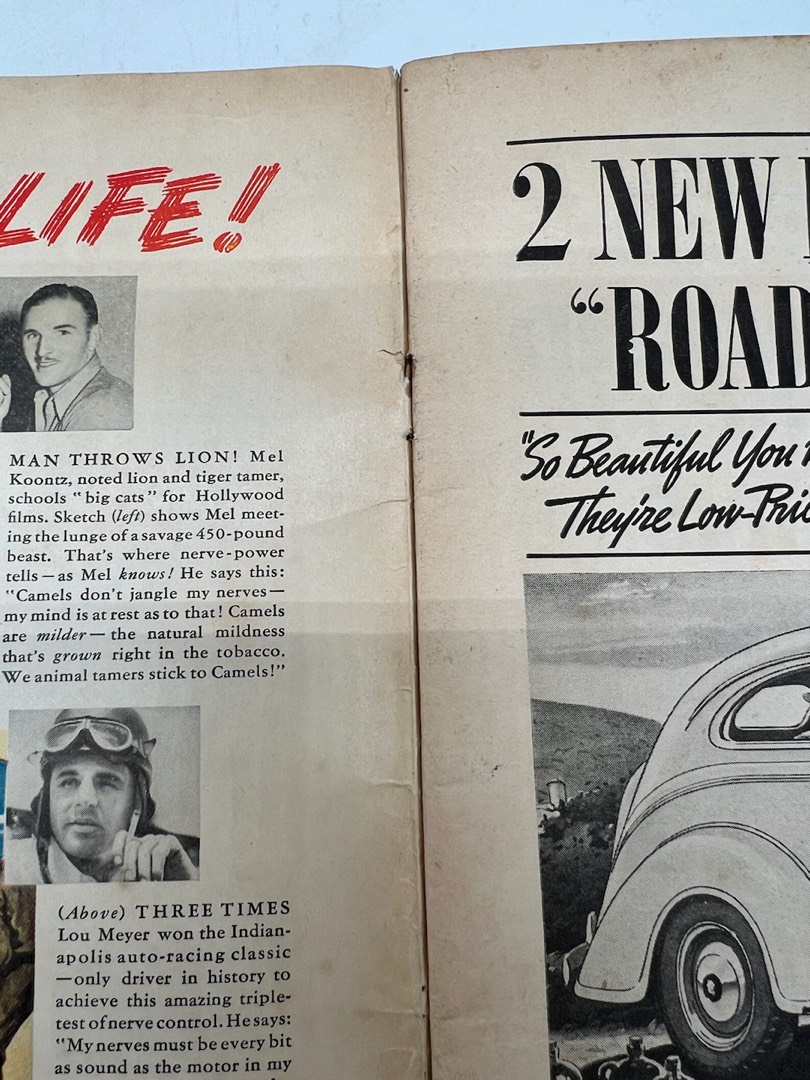 LIFE!
MAN THROWS LION! Mel
Koontz, noted lion and tiger tamer,
schools "big cats" for Hollywood
films. Sketch (left) shows Mel meet-
ing the lunge of a savage 450-pound
beast. That's where nerve-power
tells—as Mel knows! He says this:
"Camels don't jangle my nerves—
my mind is at rest as to that! Camels
are milder—the natural mildness
that's grown right in the tobacco.
We animal tamers stick to Camels!"
(Above) THREE TIMES
Lou Meyer won the Indian-
apolis auto-racing classic
—only driver in history to
achieve this amazing triple-
test of nerve control. He says:
"My nerves must be every bit
as sound as the motor in my
2 NEW
"ROAD
"So Beautiful You
They're Low-Pric